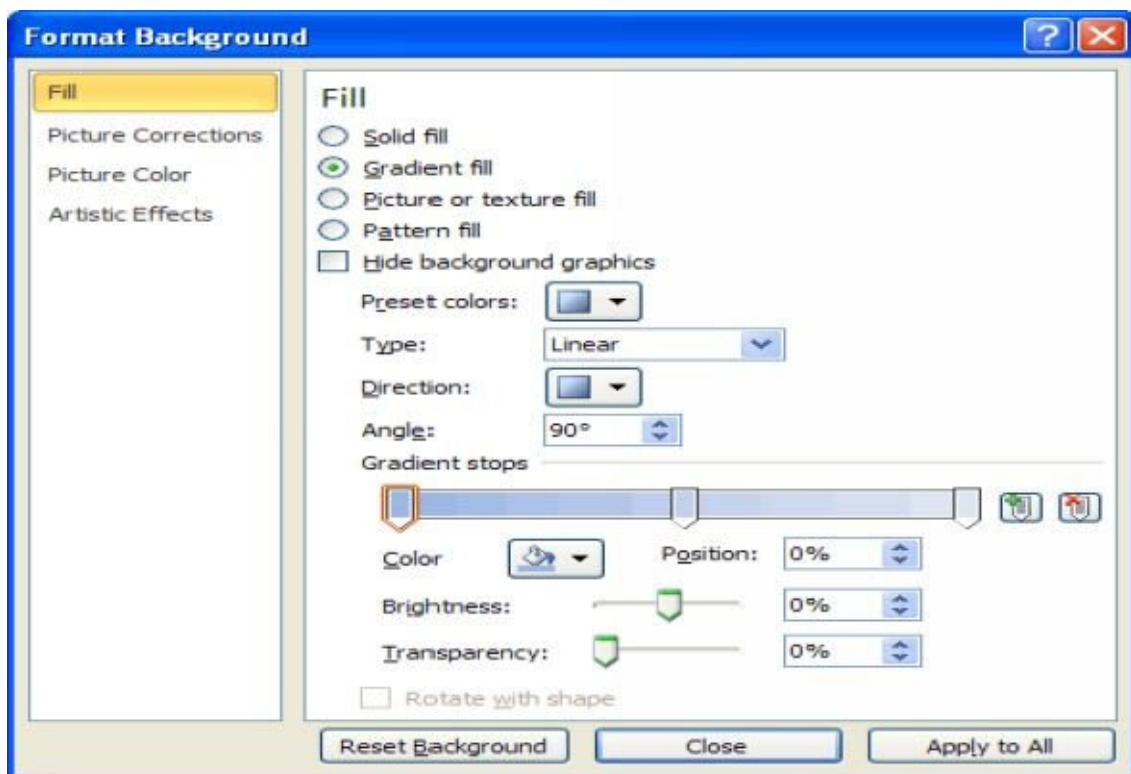 Format Background
?
Fill
Picture Corrections
Picture Color
Artistic Effects
Fill
Solid fill
Gradient fill
Picture or texture fill
Pattern fill
Hide background graphics
Preset colors:
Type: Linear
Direction:
Angle: 90°
Gradient stops
Color Position: 0%
Brightness: 0%
Transparency: 0%
Rotate with shape
Reset Background Close Apply to All